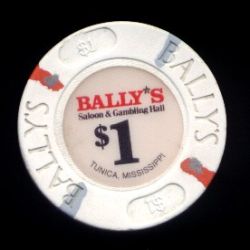 $1
BALLY'S
BALLY'S
BALLY*S
Saloon & Gambling Hall
$1
TUNICA, MISSISSIPPI
$1